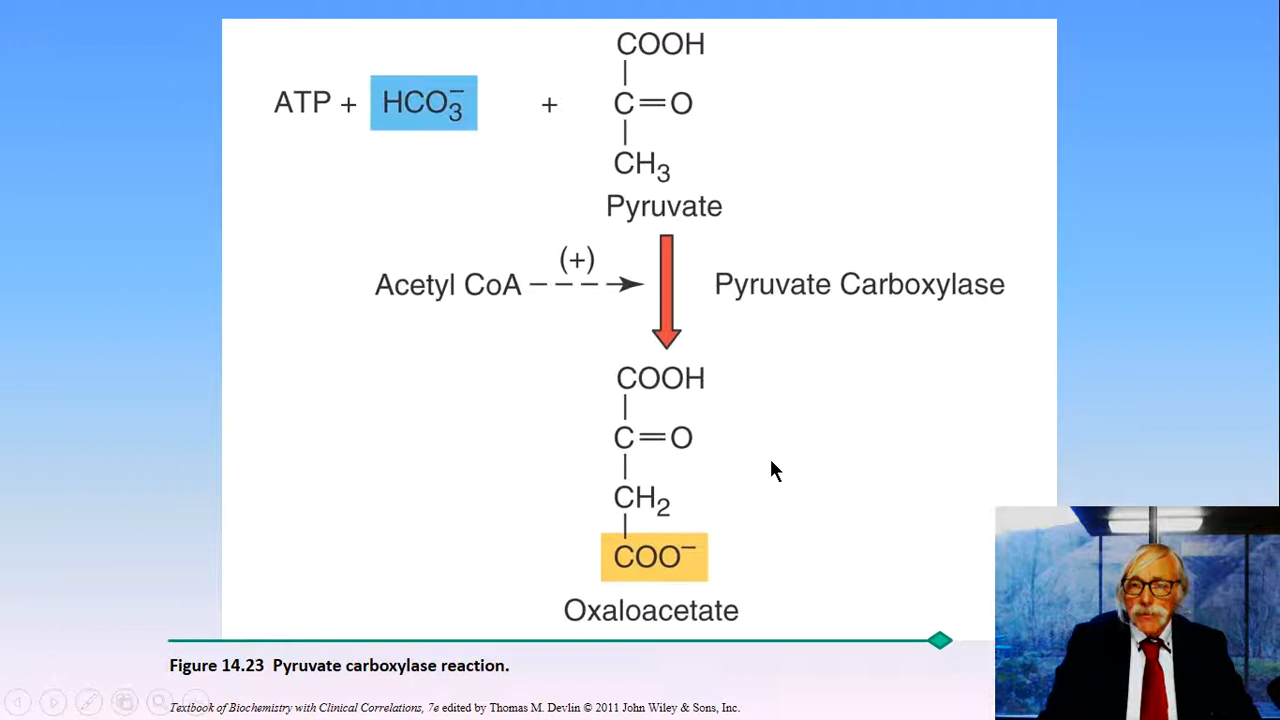 COOH
ATP + HCO₃⁻ + C=O
CH₃
Pyruvate
(+)
Acetyl CoA Pyruvate Carboxylase
COOH
C=O
CH₂
COO⁻
Oxaloacetate
Figure 14.23 Pyruvate carboxylase reaction.
Textbook of Biochemistry with Clinical Correlations, 7e edited by Thomas M. Devlin © 2011 John Wiley & Sons, Inc.